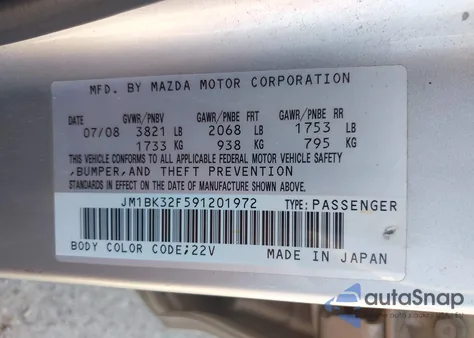 MFD. BY MAZDA MOTOR CORPORATION
DATE GVWR/PNBV GAWR/PNBE FRT GAWR/PNBE RR
07/08 3821 LB 2068 LB 1753 LB
1733 KG 938 KG 795 KG
THIS VEHICLE CONFORMS TO ALL APPLICABLE FEDERAL MOTOR VEHICLE SAFETY
,BUMPER,AND THEFT PREVENTION
STANDARDS IN EFFECT ON THE DATE OF MANUFACTURE SHOWN ABOVE.
JM1BK32F591201972 TYPE:PASSENGER
BODY COLOR CODE;22V MADE IN JAPAN
autoSnap